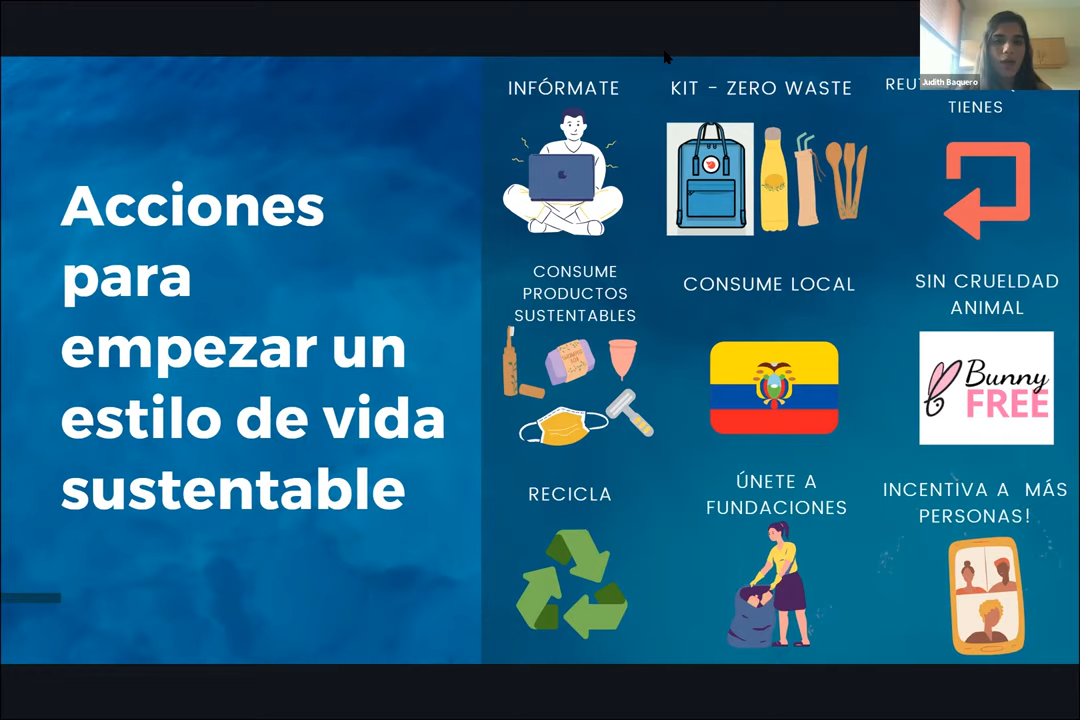 Judith Baquero
Acciones
para
empezar un
estilo de vida
sustentable
INFÓRMATE
KIT - ZERO WASTE
TIENES
CONSUME
PRODUCTOS
SUSTENTABLES
CONSUME LOCAL
SIN CRUELDAD
ANIMAL
Bunny
FREE
RECICLA
ÚNETE A
FUNDACIONES
INCENTIVA A MÁS
PERSONAS!